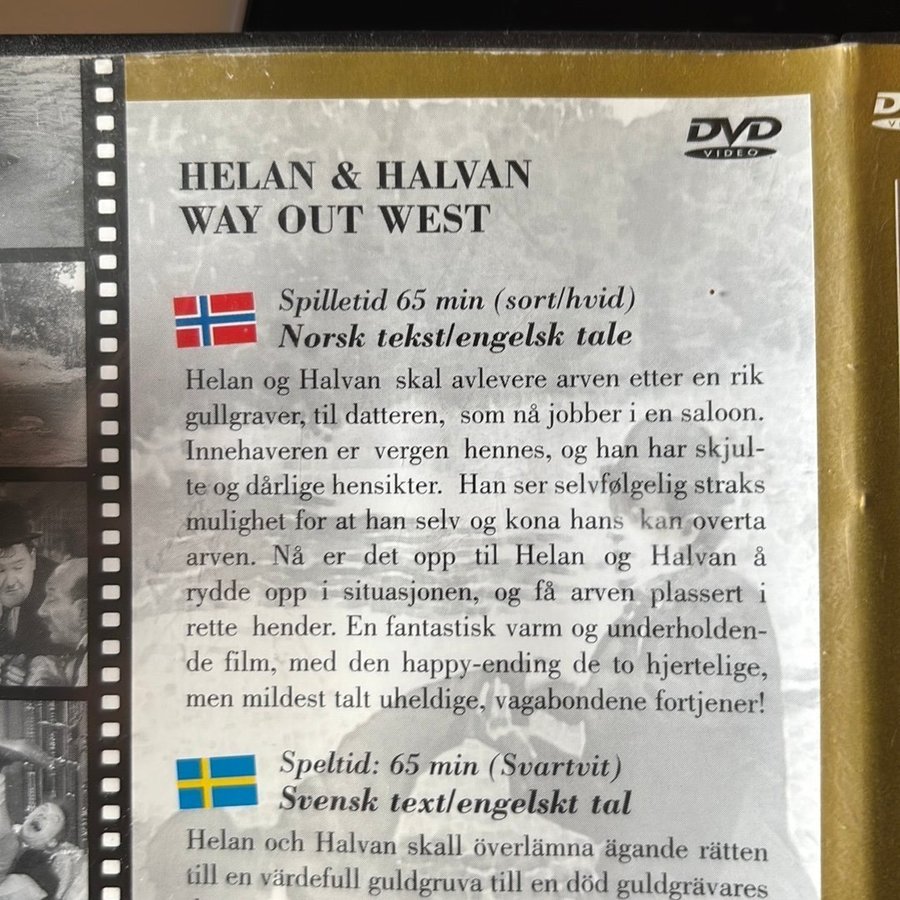 DVD
VIDEO
HELAN & HALVAN
WAY OUT WEST
Spilletid 65 min (sort/hvid)
Norsk tekst/engelsk tale
Helan og Halvan skal avlevere arven etter en rik
gullgraver, til datteren, som nå jobber i en saloon.
Innehaveren er vergen hennes, og han har skjul-
te og dårlige hensikter. Han ser selvfølgelig straks
mulighet for at han selv og kona hans kan overta
arven. Nå er det opp til Helan og Halvan å
rydde opp i situasjonen, og få arven plassert i
rette hender. En fantastisk varm og underholden-
de film, med den happy-ending de to hjertelige,
men mildest talt uheldige, vagabondene fortjener!
Speltid: 65 min (Svartvit)
Svensk text/engelskt tal
Helan och Halvan skall överlämna ägande rätten
till en värdefull guldgruva till en död guldgrävares